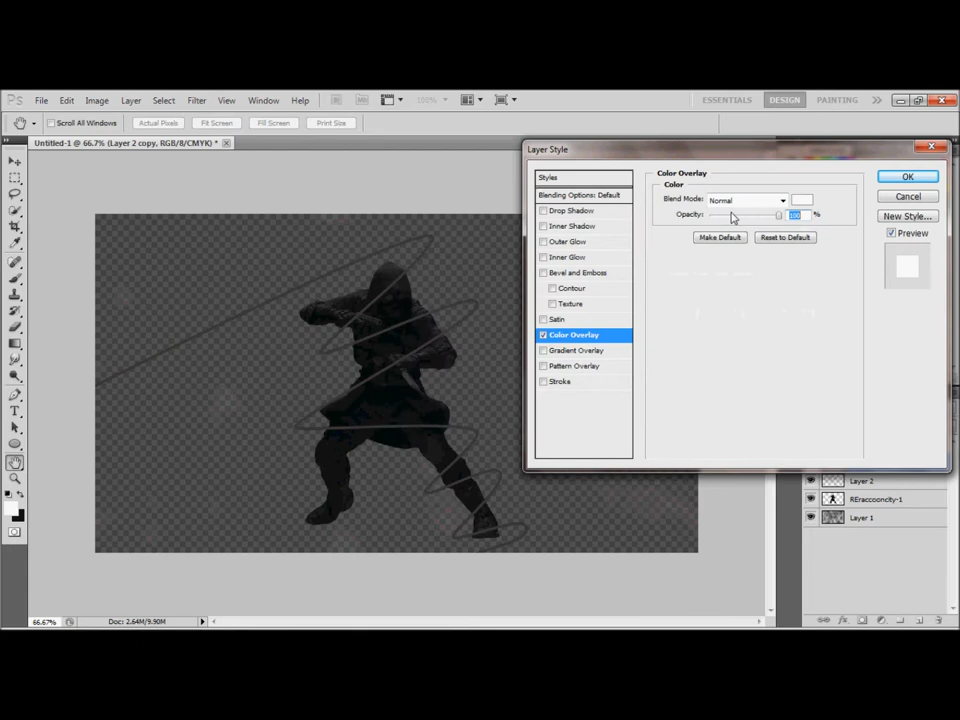 Ps File Edit Image Layer Select Filter View Window Help Br Mb 100% ESSENTIALS DESIGN PAINTING
Scroll All Windows Actual Pixels Fit Screen Fill Screen Print Size
Untitled-1 @ 66.7% (Layer 2 copy, RGB/8/CMYK) *
Layer Style
Styles
Blending Options: Default
Drop Shadow
Inner Shadow
Outer Glow
Inner Glow
Bevel and Emboss
Contour
Texture
Satin
Color Overlay
Gradient Overlay
Pattern Overlay
Stroke
Color Overlay
Color
Blend Mode: Normal
Opacity: 100 %
Make Default Reset to Default
OK
Cancel
New Style...
Preview
T
Layer 2
REraccooncity-1
Layer 1
66.67% Doc: 2.64M/9.90M
fx